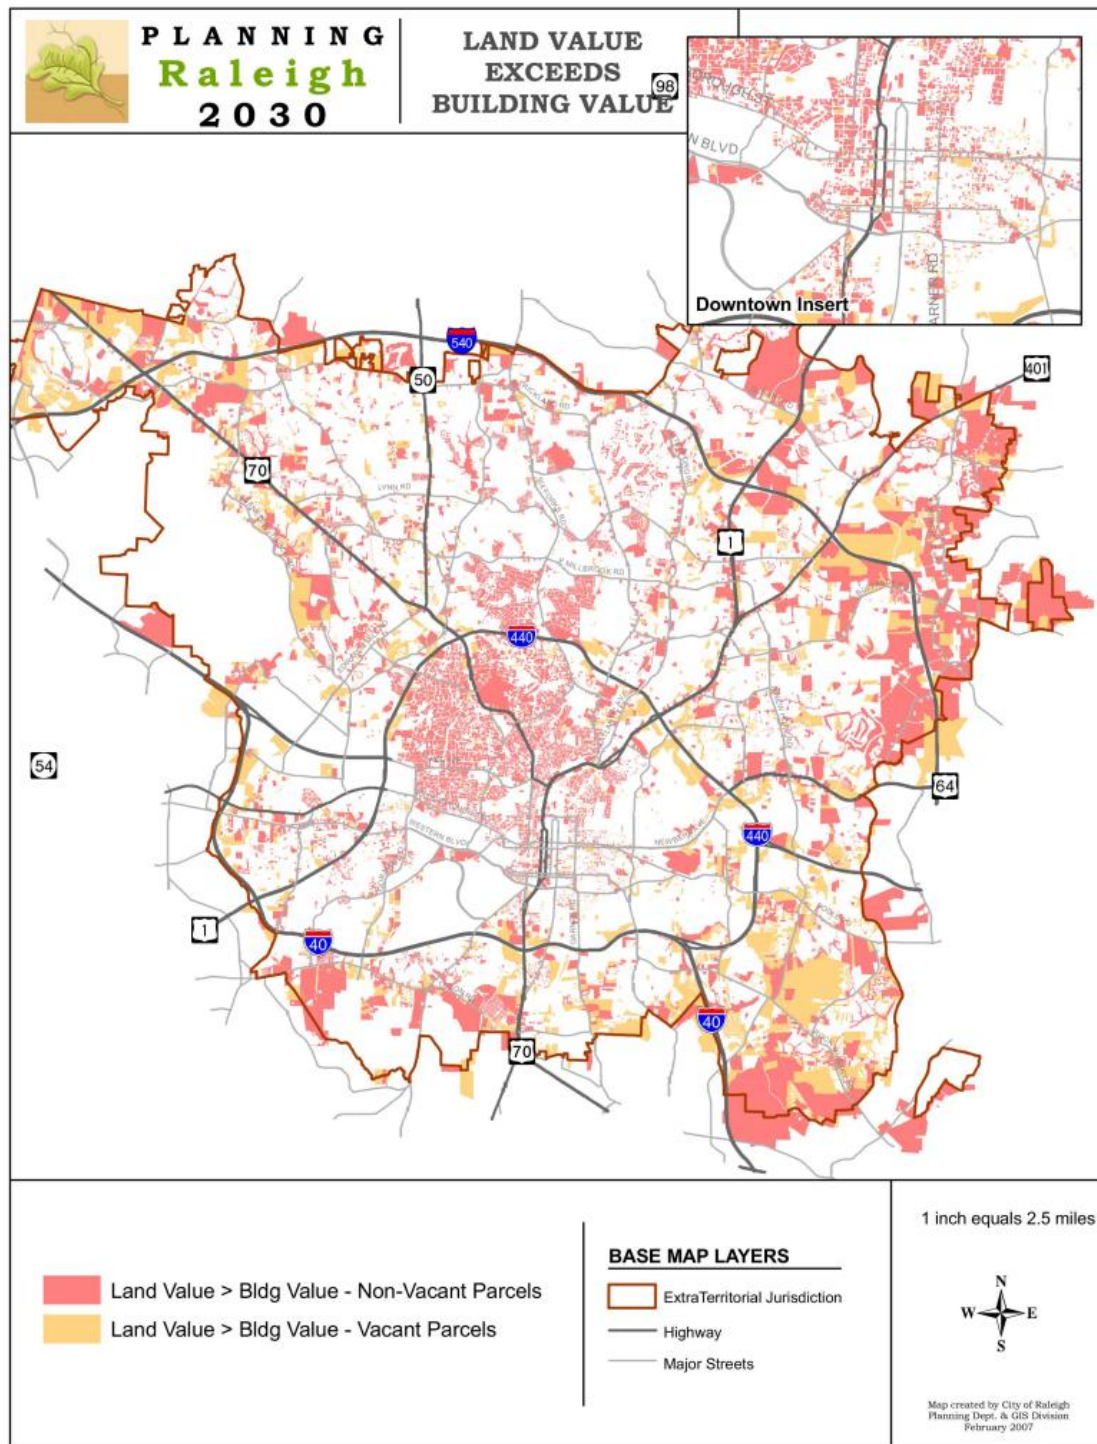 PLANNING
Raleigh
2030
LAND VALUE
EXCEEDS
BUILDING VALUE
98
N BLVD
Downtown Insert
540
50
401
70
LYNN RD
E MILLBROOK RD
1
440
54
64
WESTERN BLVD
440
1
40
40
70
Land Value > Bldg Value - Non-Vacant Parcels
Land Value > Bldg Value - Vacant Parcels
BASE MAP LAYERS
ExtraTerritorial Jurisdiction
Highway
Major Streets
1 inch equals 2.5 miles
N
W E
S
Map created by City of Raleigh
Planning Dept. & GIS Division
February 2007